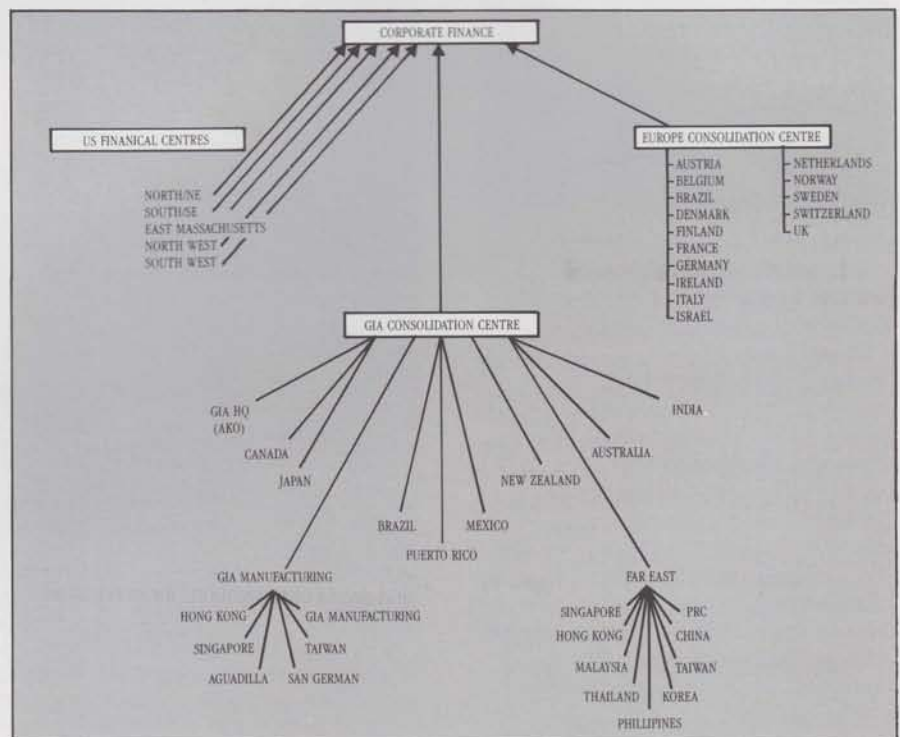 CORPORATE FINANCE
US FINANICAL CENTRES
NORTH/NE
SOUTH/SE
EAST MASSACHUSETTS
NORTH WEST
SOUTH WEST
EUROPE CONSOLIDATION CENTRE
AUSTRIA
BELGIUM
BRAZIL
DENMARK
FINLAND
FRANCE
GERMANY
IRELAND
ITALY
ISRAEL
NETHERLANDS
NORWAY
SWEDEN
SWITZERLAND
UK
GIA CONSOLIDATION CENTRE
GIA HQ
(AKO)
CANADA
JAPAN
BRAZIL
PUERTO RICO
MEXICO
NEW ZEALAND
AUSTRALIA
INDIA
GIA MANUFACTURING
HONG KONG
SINGAPORE
AGUADILLA
SAN GERMAN
TAIWAN
GIA MANUFACTURING
FAR EAST
SINGAPORE
HONG KONG
MALAYSIA
THAILAND
PHILLIPINES
KOREA
TAIWAN
CHINA
PRC